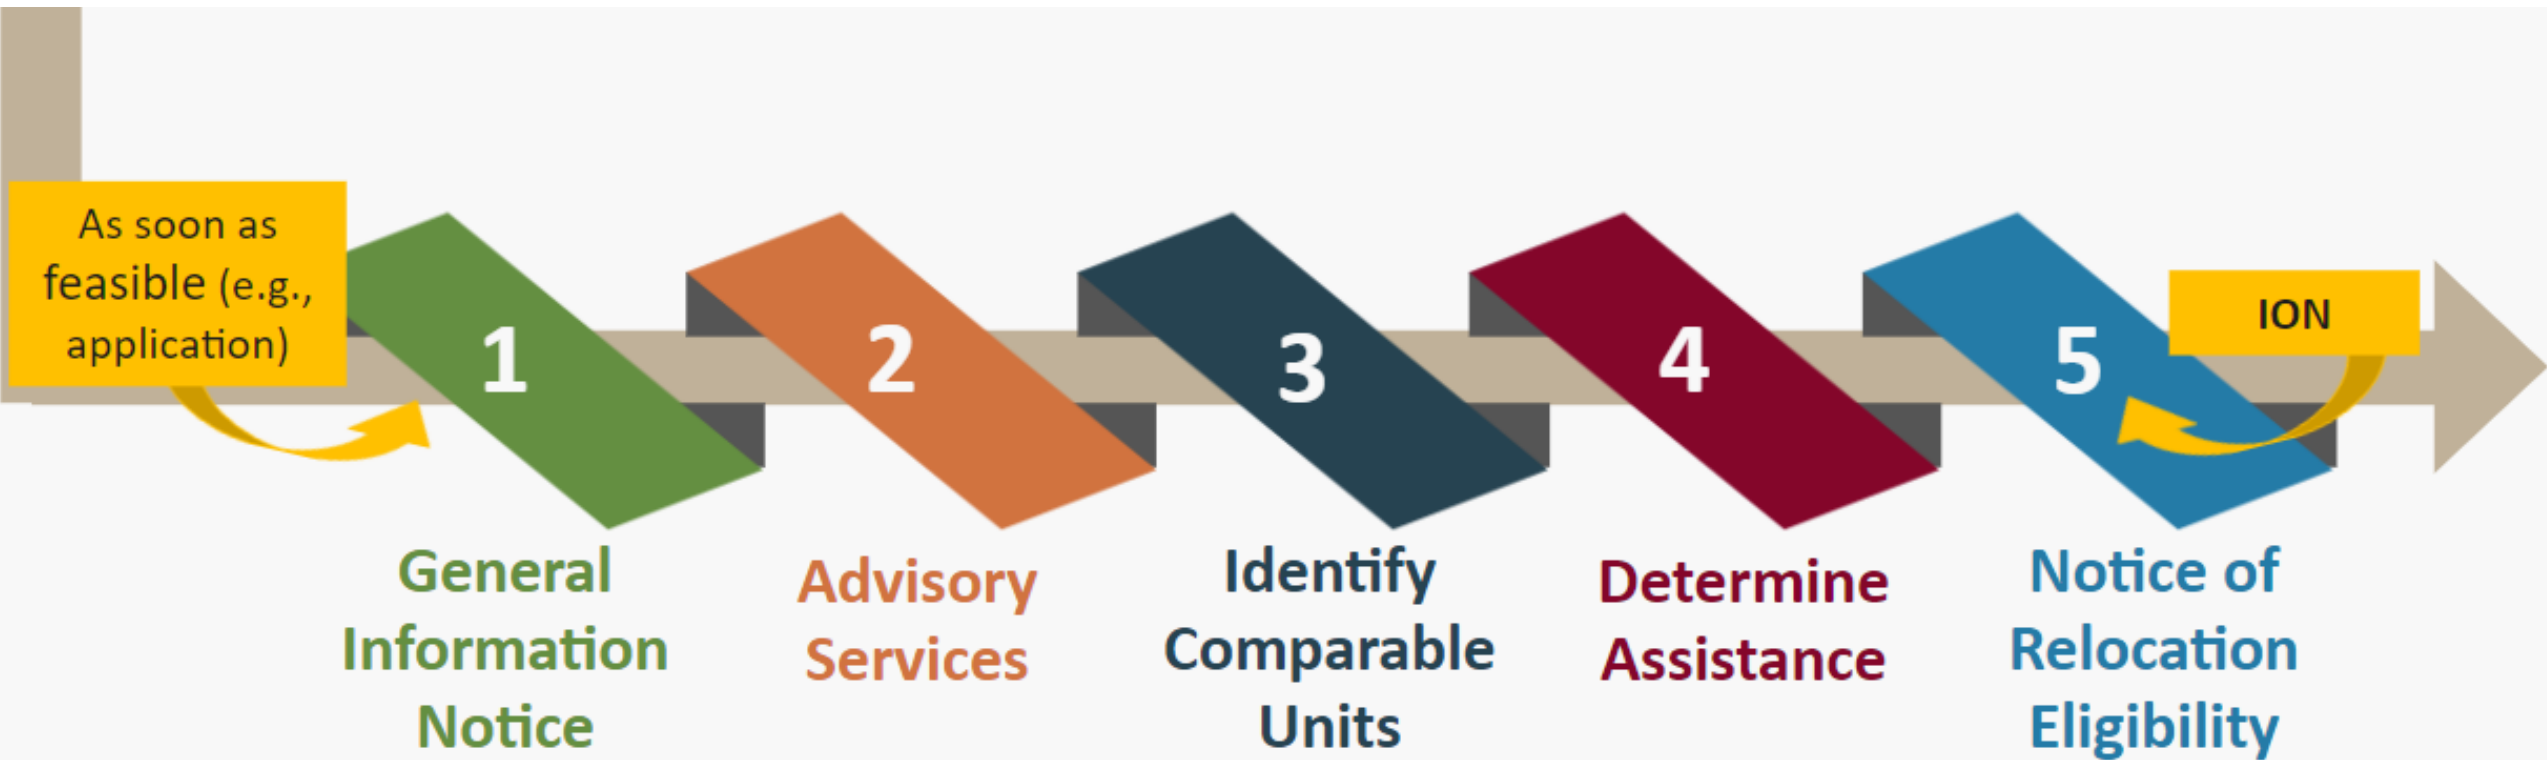 As soon as
feasible (e.g.,
application)
ION
1
2
3
4
5
General
Information
Notice
Advisory
Services
Identify
Comparable
Units
Determine
Assistance
Notice of
Relocation
Eligibility